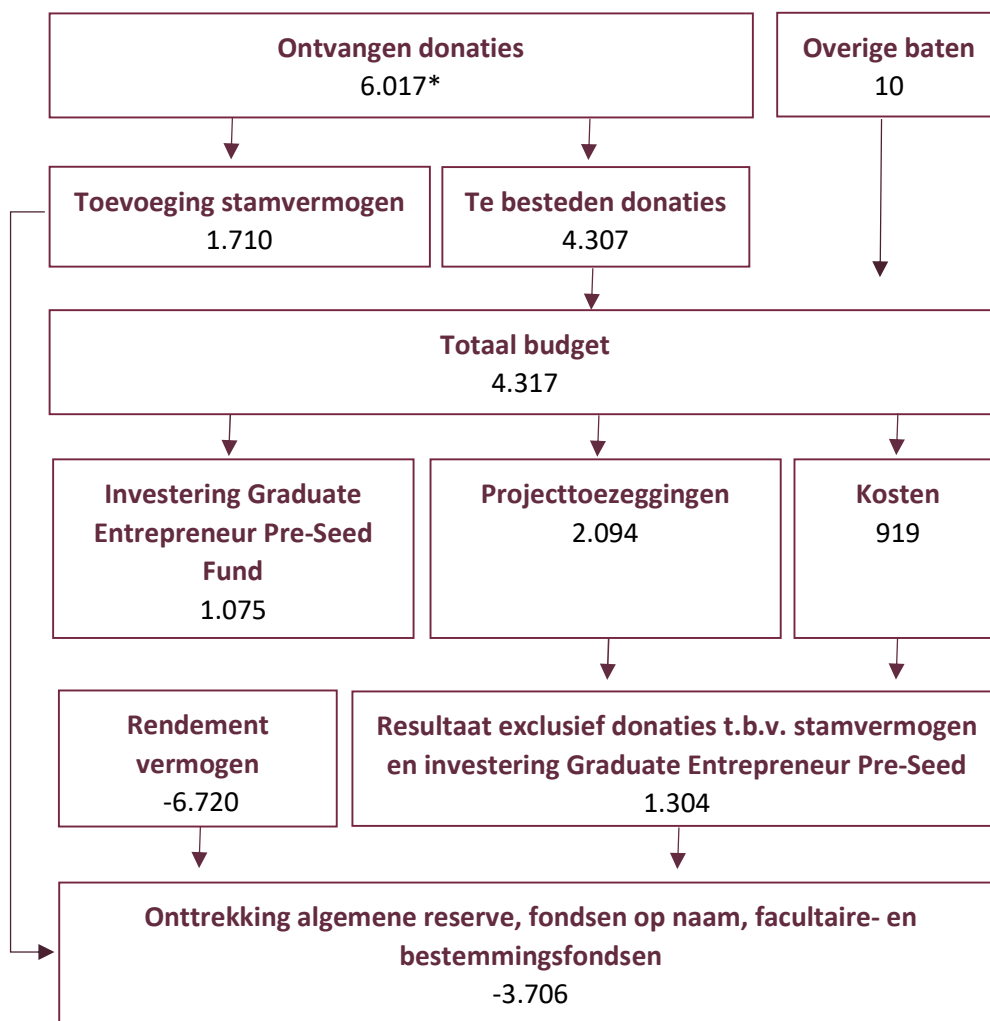 Ontvangen donaties
6.017*
Overige baten
10
Toevoeging stamvermogen
1.710
Te besteden donaties
4.307
Totaal budget
4.317
Investering Graduate
Entrepreneur Pre-Seed
Fund
1.075
Projecttoezeggingen
2.094
Kosten
919
Rendement
vermogen
-6.720
Resultaat exclusief donaties t.b.v. stamvermogen
en investering Graduate Entrepreneur Pre-Seed
1.304
Onttrekking algemene reserve, fondsen op naam, facultaire- en
bestemmingsfondsen
-3.706